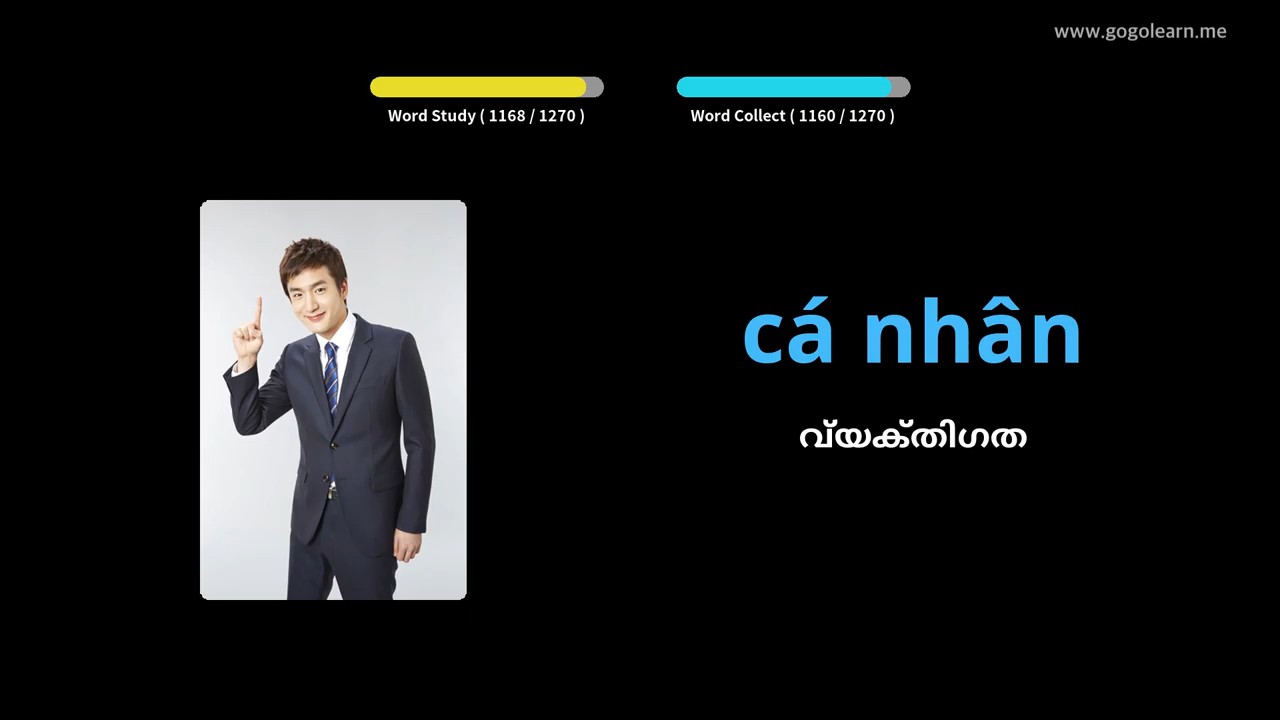 www.gogolearn.me
Word Study ( 1168 / 1270 )
Word Collect ( 1160 / 1270 )
cá nhân
വ്യക്തിഗത